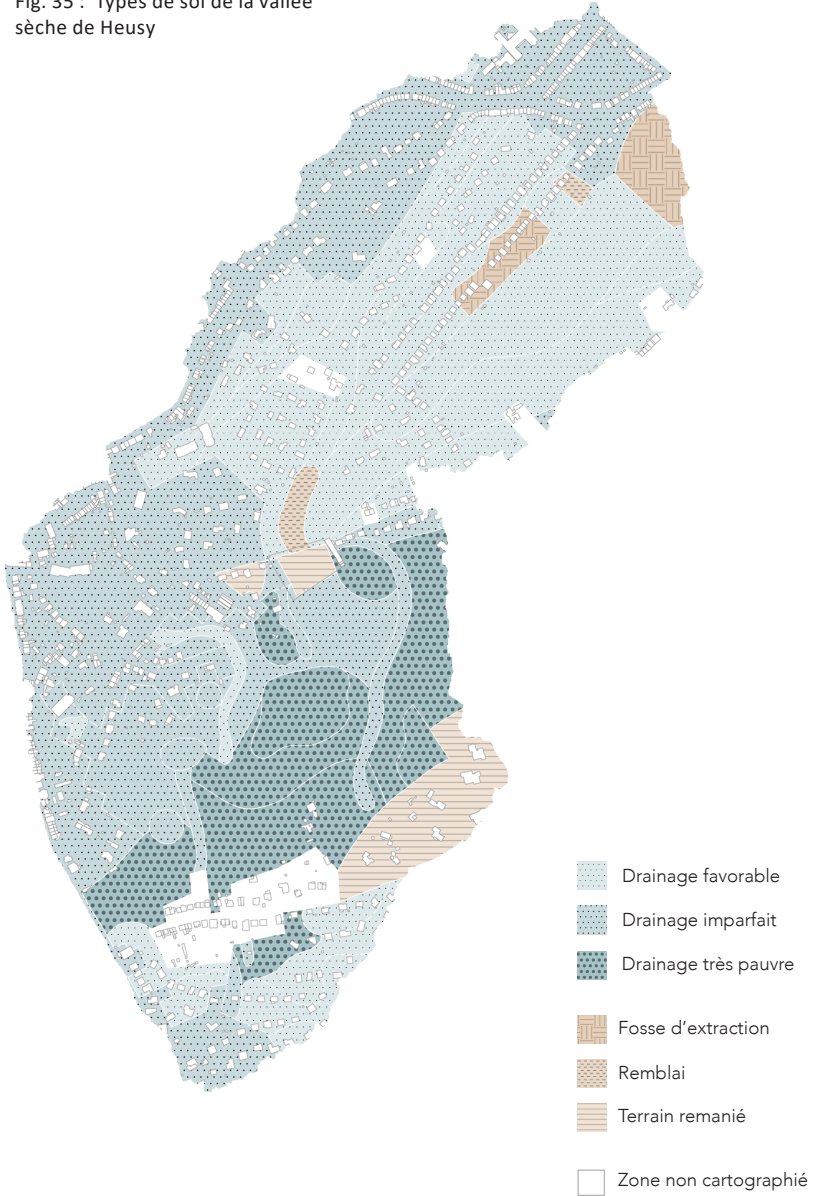 Fig. 35 : Types de sol de la vallée
sèche de Heusy
Drainage favorable
Drainage imparfait
Drainage très pauvre
Fosse d’extraction
Remblai
Terrain remanié
Zone non cartographié